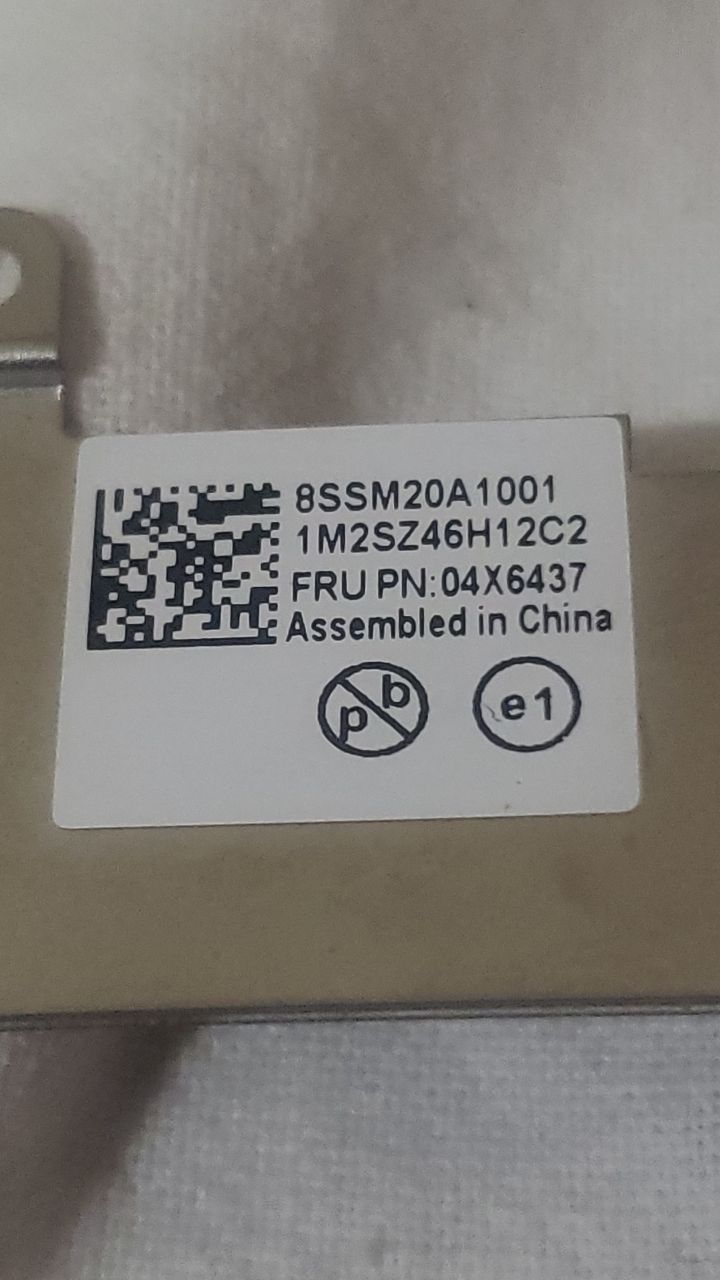 8SSM20A1001
1M2SZ46H12C2
FRU PN:04X6437
Assembled in China
pb
e1